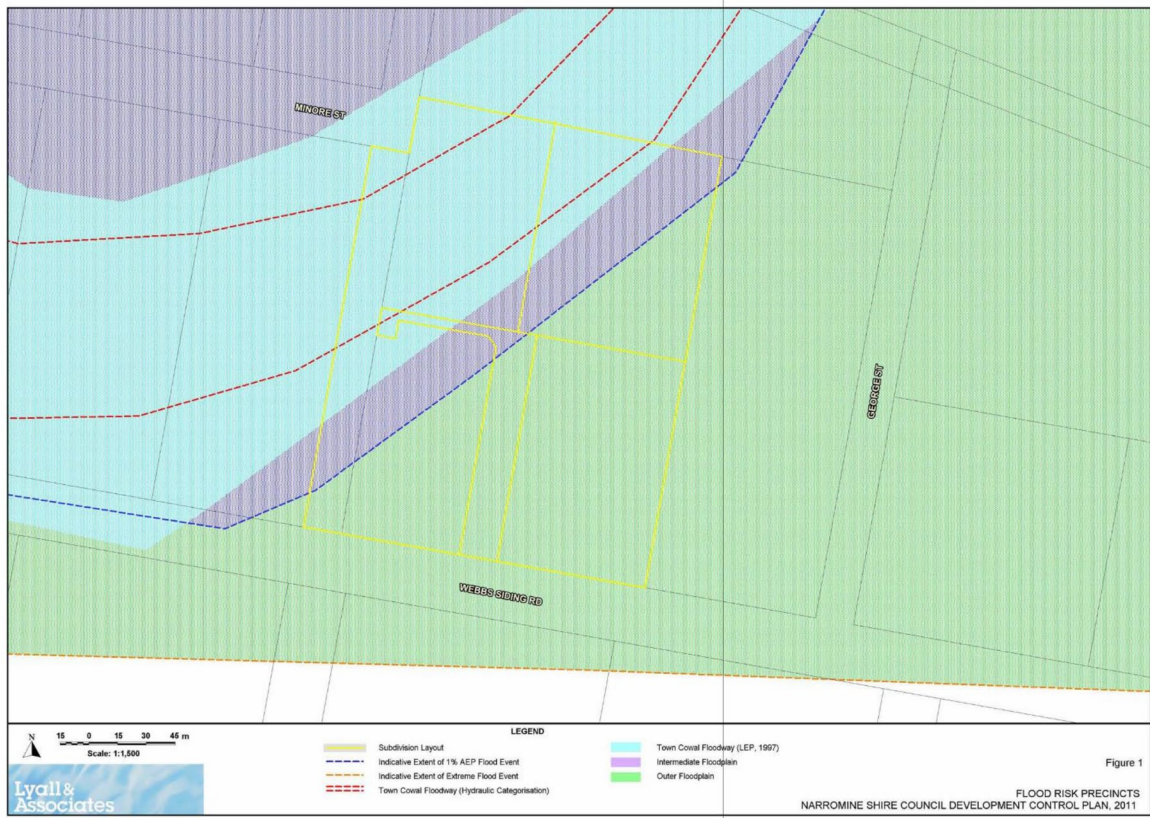 MINORE ST
GEORGE ST
WEBBS SIDING RD
N
15 0 15 30 45 m
Scale: 1:1,500
LEGEND
Subdivision Layout
Indicative Extent of 1% AEP Flood Event
Indicative Extent of Extreme Flood Event
Town Cowal Floodway (Hydraulic Categorisation)
Town Cowal Floodway (LEP, 1997)
Intermediate Floodplain
Outer Floodplain
Lyall &
Associates
Figure 1
FLOOD RISK PRECINCTS
NARROMINE SHIRE COUNCIL DEVELOPMENT CONTROL PLAN, 2011